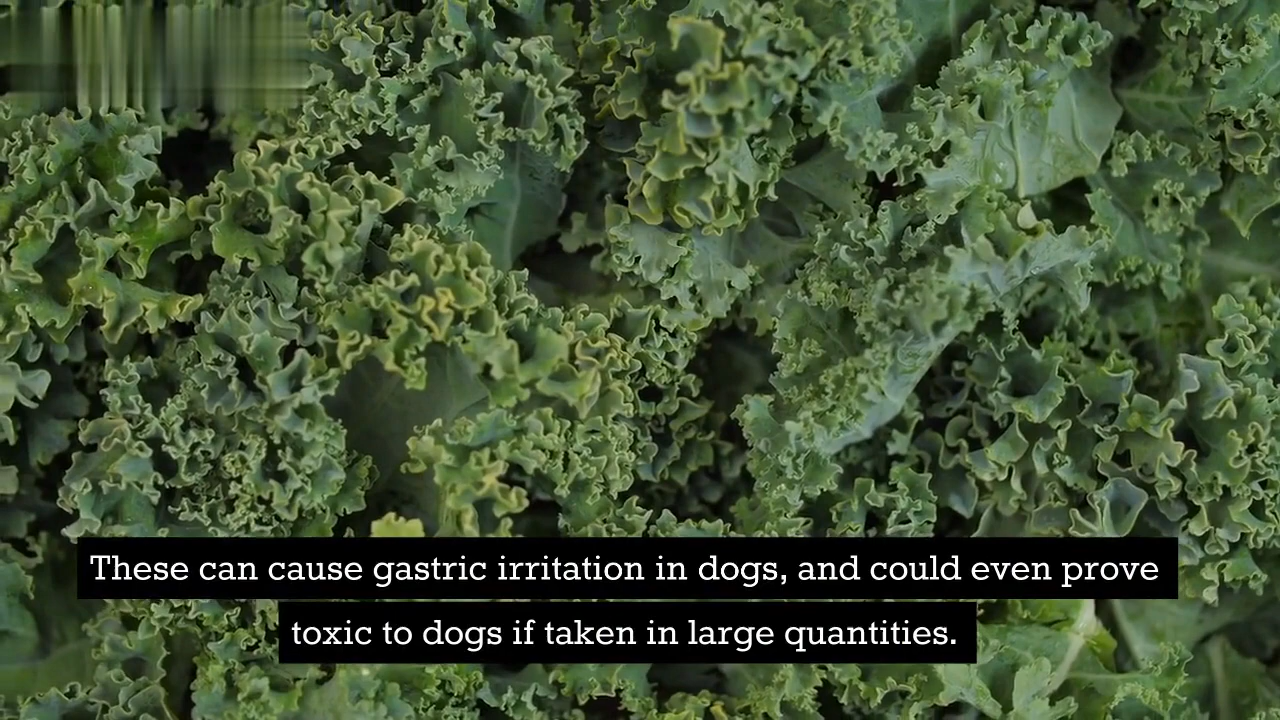 These can cause gastric irritation in dogs, and could even prove
toxic to dogs if taken in large quantities.